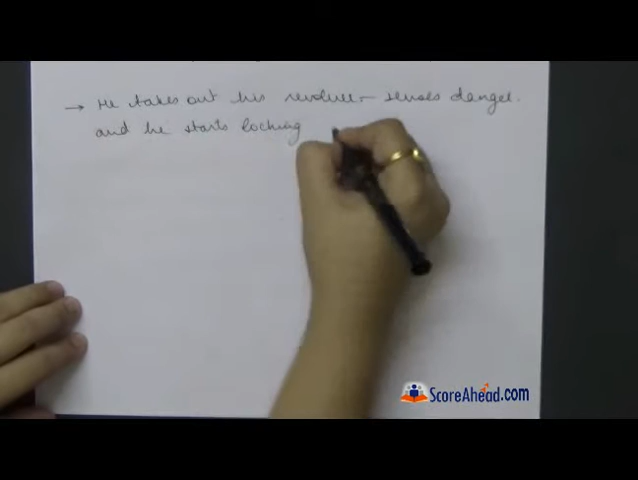 → He takes out his revolver – senses danger.
and he starts locking
ScoreAhead.com